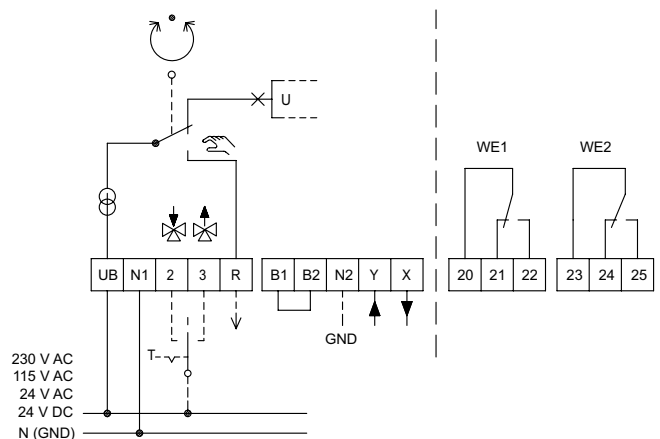 U
WE1 WE2
UB N1 2 3 R B1 B2 N2 Y X 20 21 22 23 24 25
GND
T
230 V AC
115 V AC
24 V AC
24 V DC
N (GND)